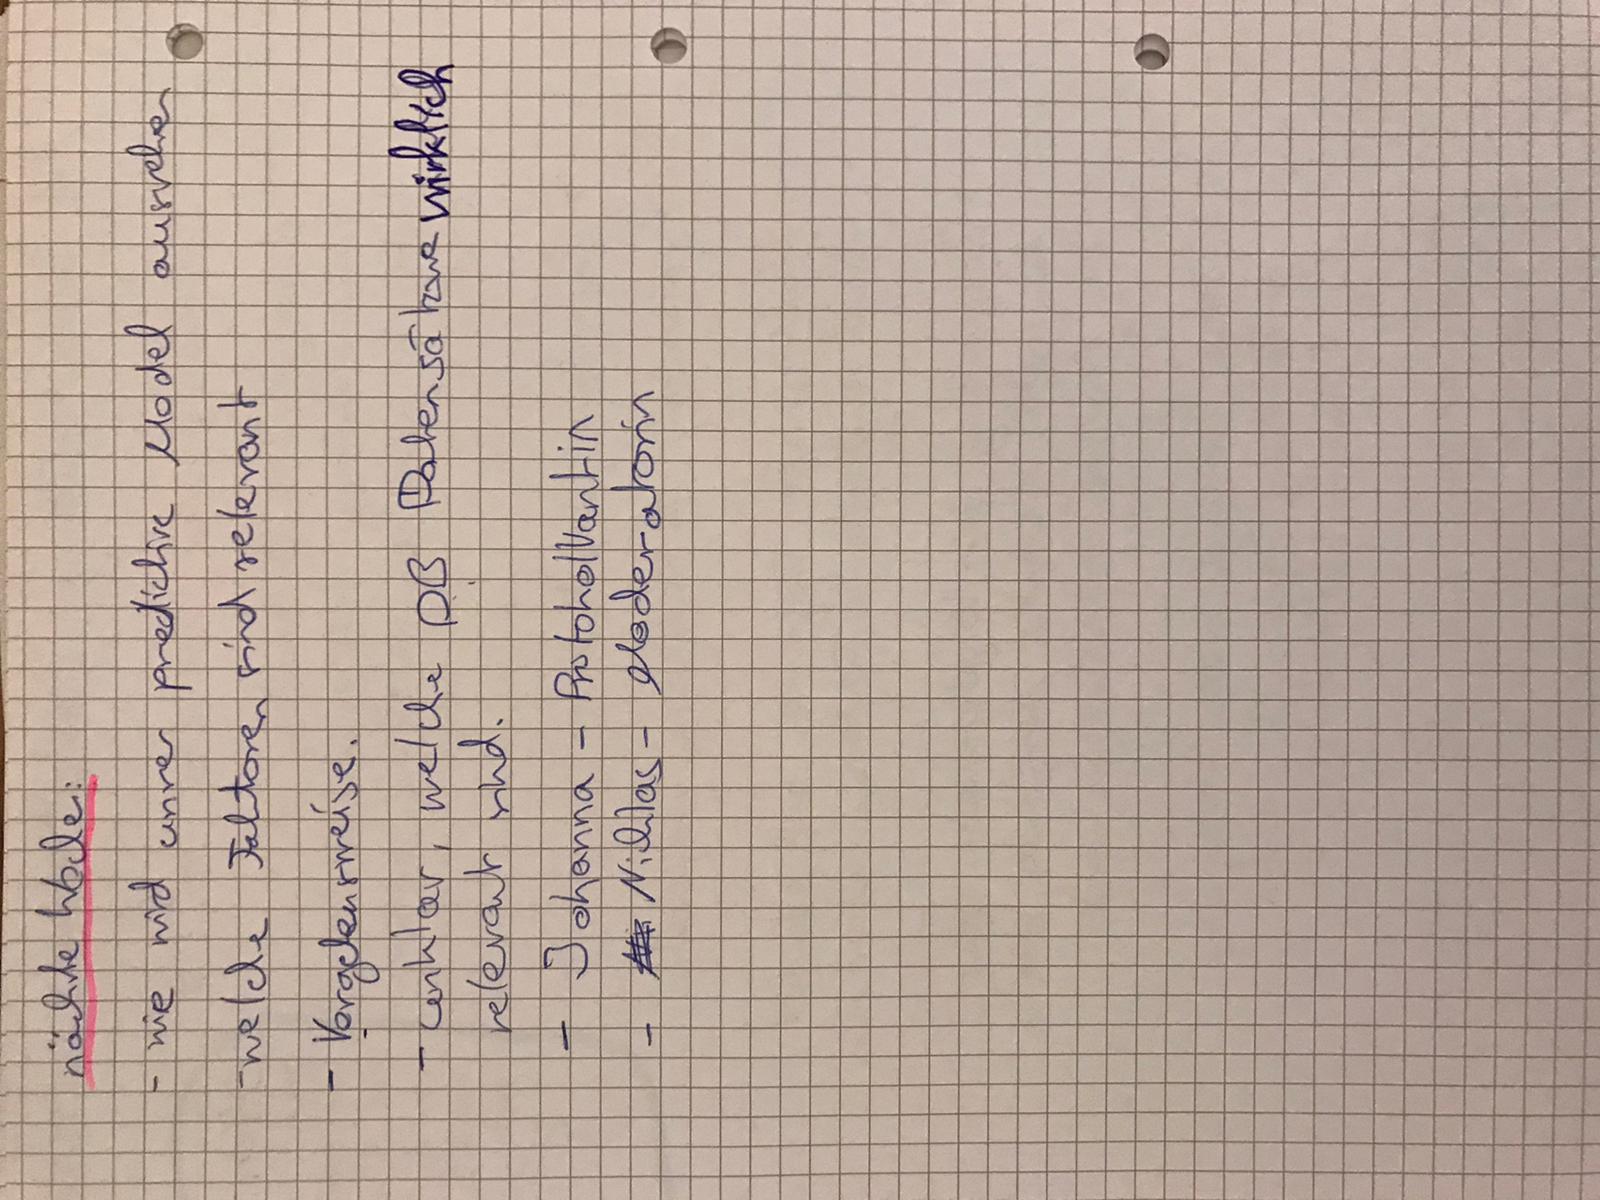 nächste Woche:
- wie wird unser predictive Model aussehen
- welche Faktoren sind relevant
- Vorgehensweise.
- unklar, welche DB Datensätze wirklich
relevant sind.
- Johanna - Protokollantin
- Niklas - Moderatorin